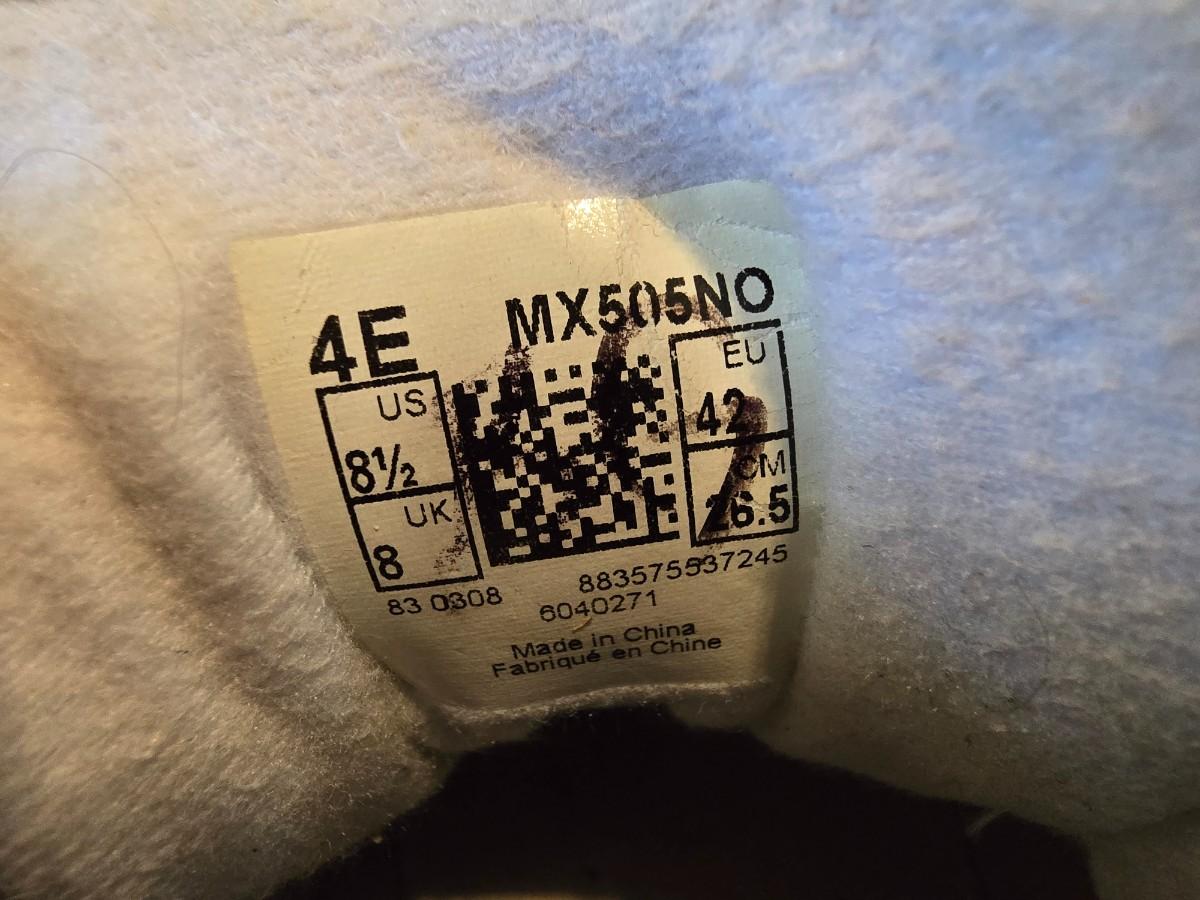 4E MX505NO
US
8½
UK
8
EU
42
CM
26.5
83 0308 883575537245
6040271
Made in China
Fabriqué en Chine